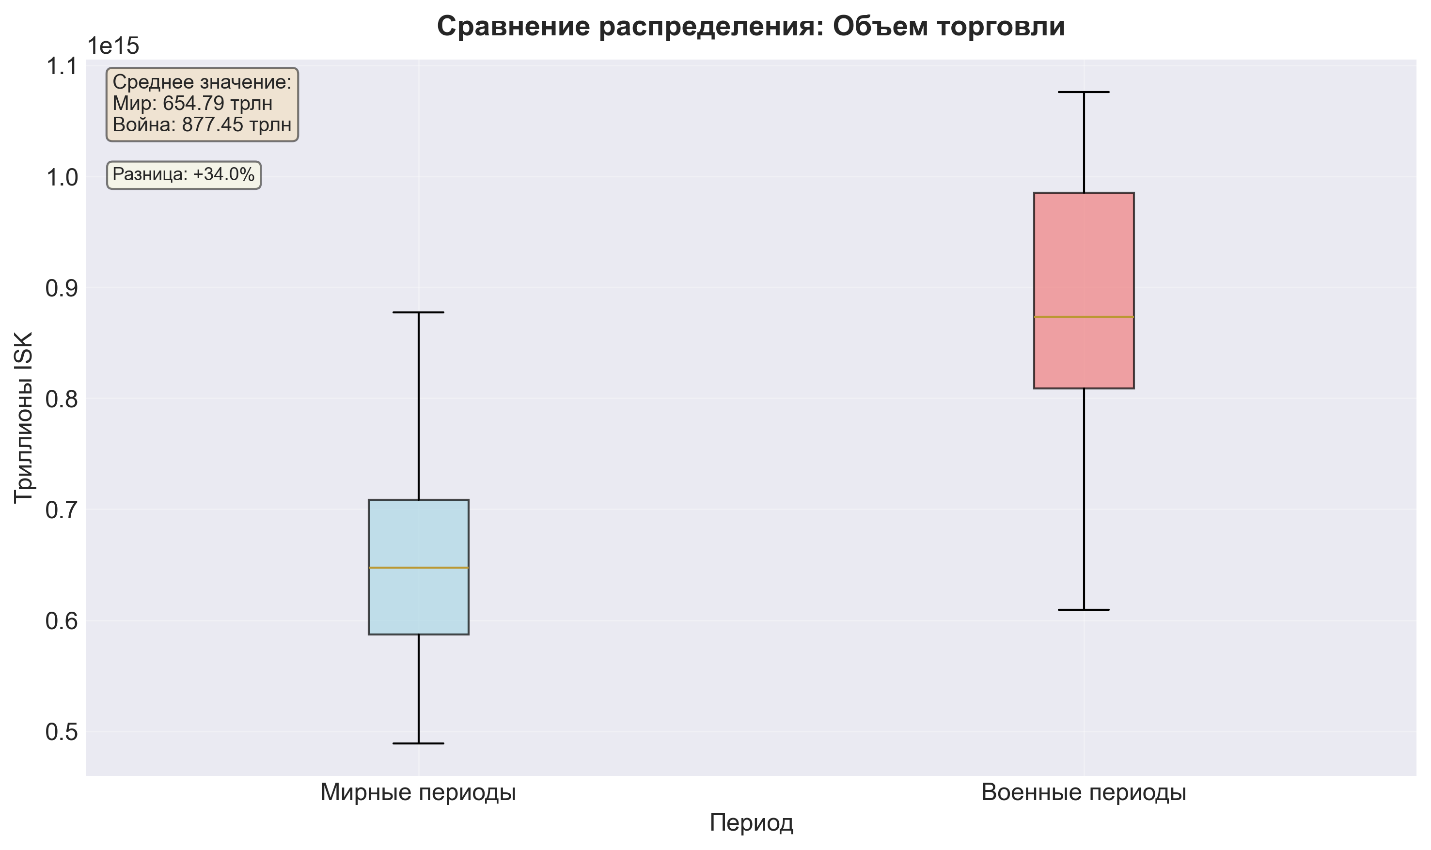 Сравнение распределения: Объем торговли
1e15
1.1
1.0
0.9
0.8
0.7
0.6
0.5
Триллионы ISK
Среднее значение:
Мир: 654.79 трлн
Война: 877.45 трлн
Разница: +34.0%
Мирные периоды
Военные периоды
Период